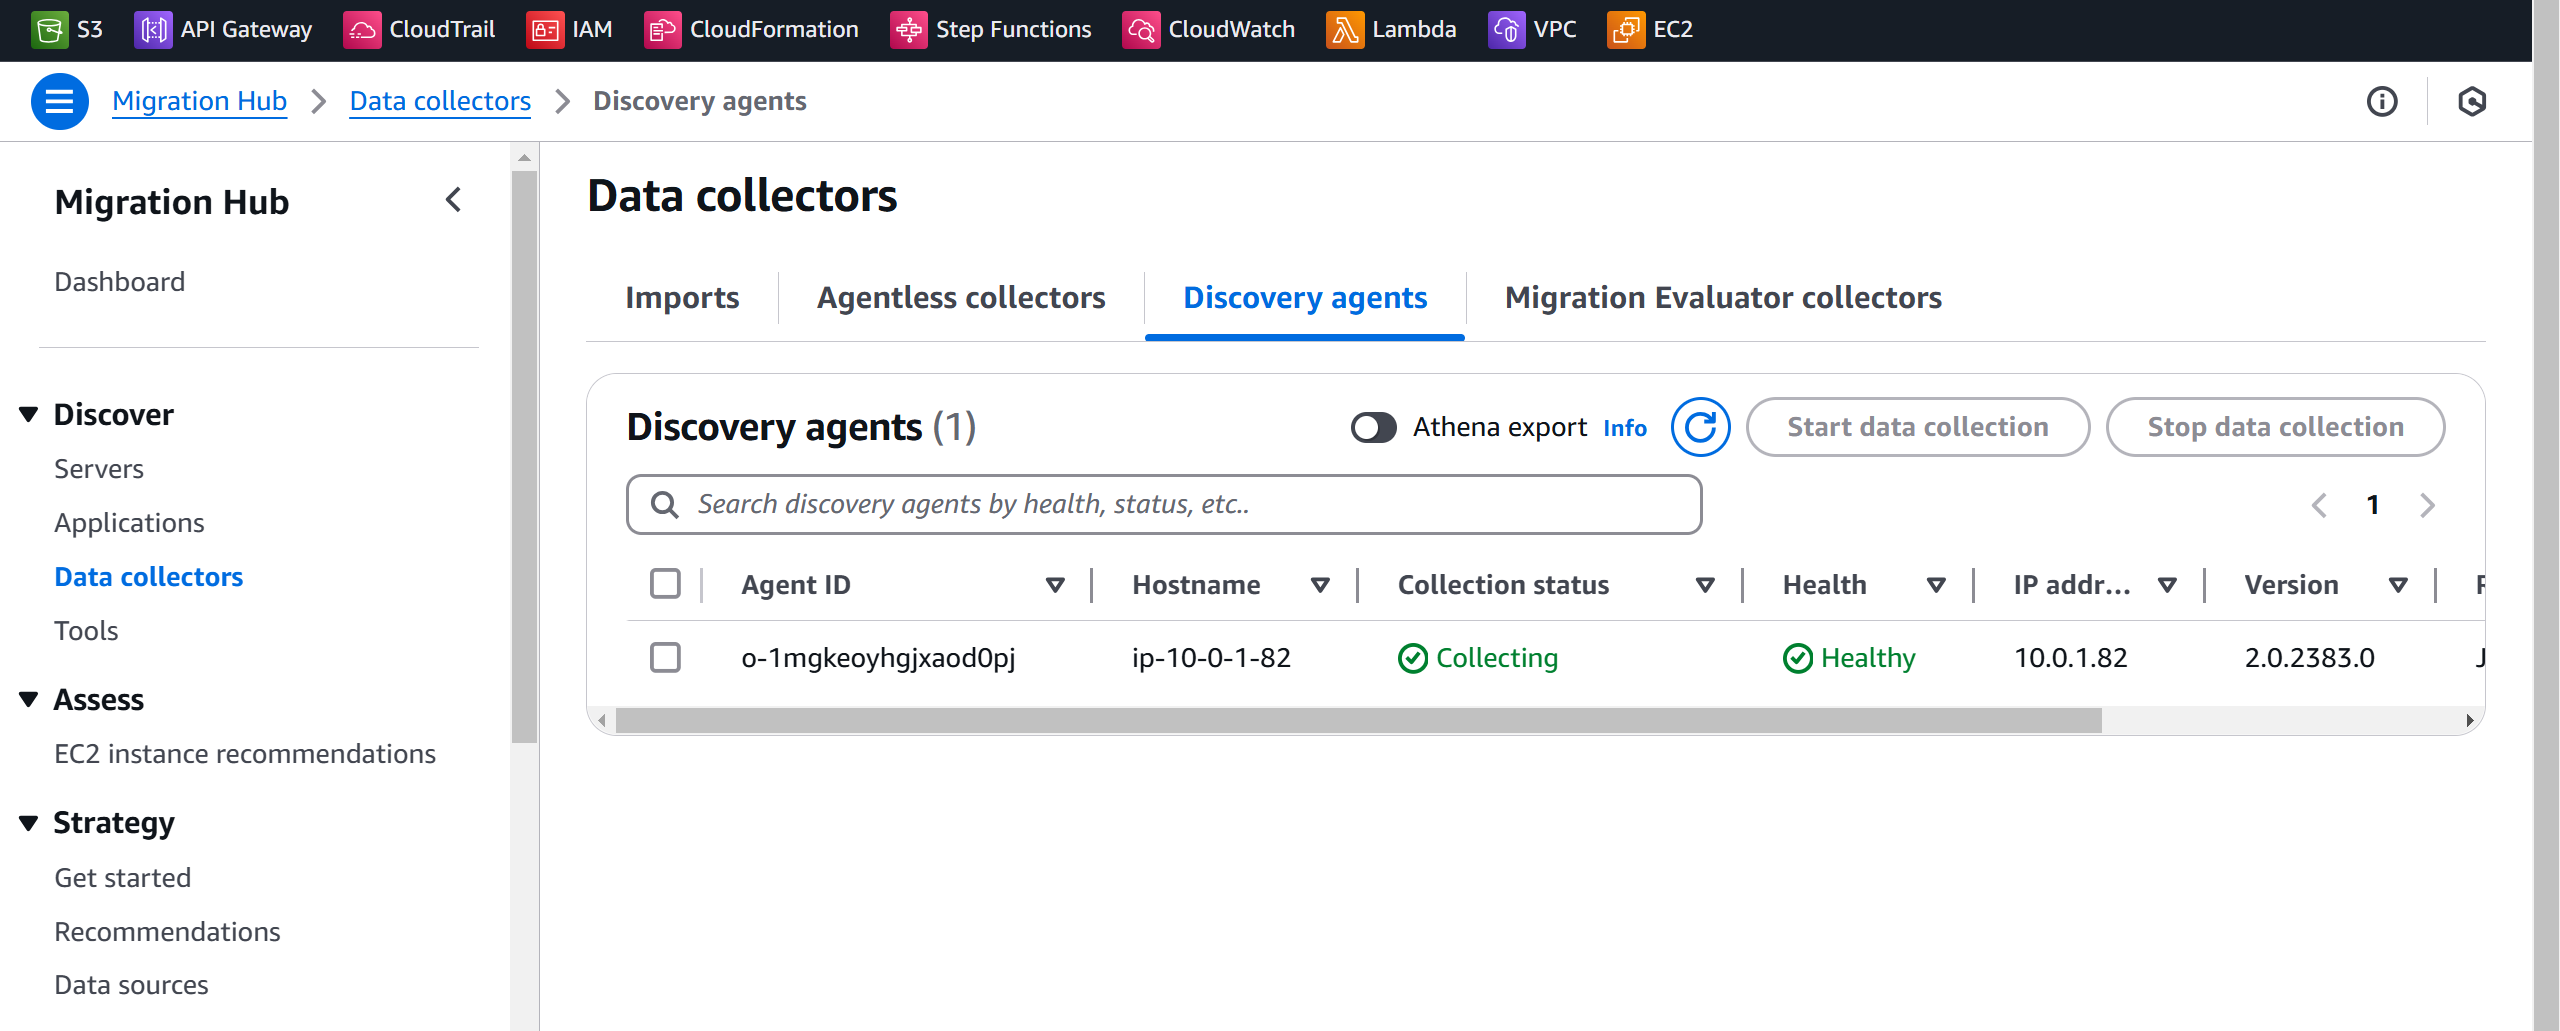 S3 API Gateway CloudTrail IAM CloudFormation Step Functions CloudWatch Lambda VPC EC2
Migration Hub Data collectors Discovery agents
Migration Hub
Dashboard
Discover
Servers
Applications
Data collectors
Tools
Assess
EC2 instance recommendations
Strategy
Get started
Recommendations
Data sources
Data collectors
Imports Agentless collectors Discovery agents Migration Evaluator collectors
Discovery agents (1) Athena export Info Start data collection Stop data collection
Search discovery agents by health, status, etc.. 1
Agent ID Hostname Collection status Health IP addr... Version
o-1mgkeoyhgjxaod0pj ip-10-0-1-82 Collecting Healthy 10.0.1.82 2.0.2383.0